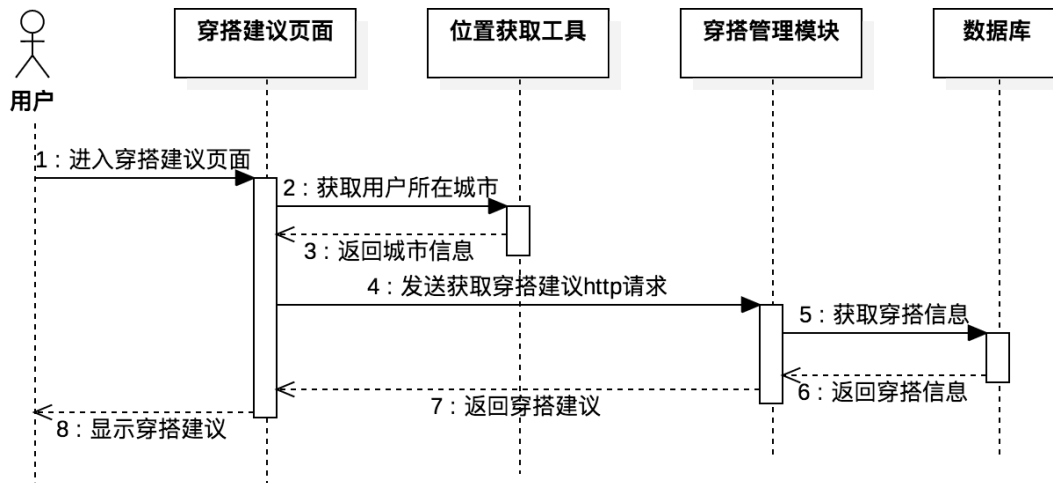 穿搭建议页面
位置获取工具
穿搭管理模块
数据库
用户
1 : 进入穿搭建议页面
2 : 获取用户所在城市
3 : 返回城市信息
4 : 发送获取穿搭建议http请求
5 : 获取穿搭信息
6 : 返回穿搭信息
7 : 返回穿搭建议
8 : 显示穿搭建议